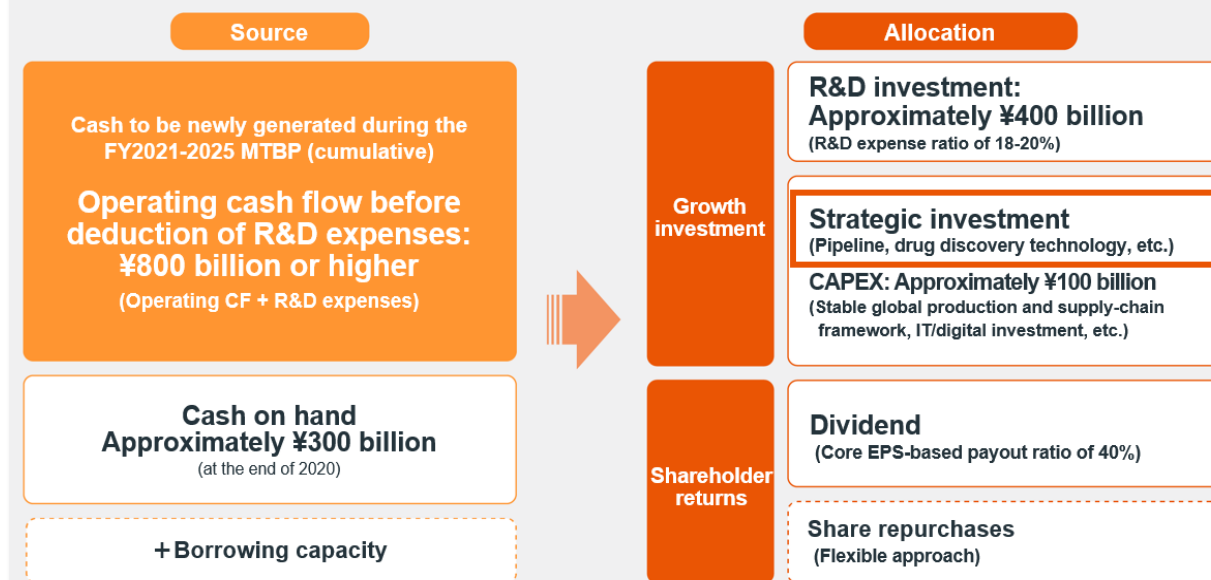 Source
Cash to be newly generated during the
FY2021-2025 MTBP (cumulative)
Operating cash flow before
deduction of R&D expenses:
¥800 billion or higher
(Operating CF + R&D expenses)
Cash on hand
Approximately ¥300 billion
(at the end of 2020)
+Borrowing capacity
Allocation
Growth
investment
R&D investment:
Approximately ¥400 billion
(R&D expense ratio of 18-20%)
Strategic investment
(Pipeline, drug discovery technology, etc.)
CAPEX: Approximately ¥100 billion
(Stable global production and supply-chain
framework, IT/digital investment, etc.)
Shareholder
returns
Dividend
(Core EPS-based payout ratio of 40%)
Share repurchases
(Flexible approach)